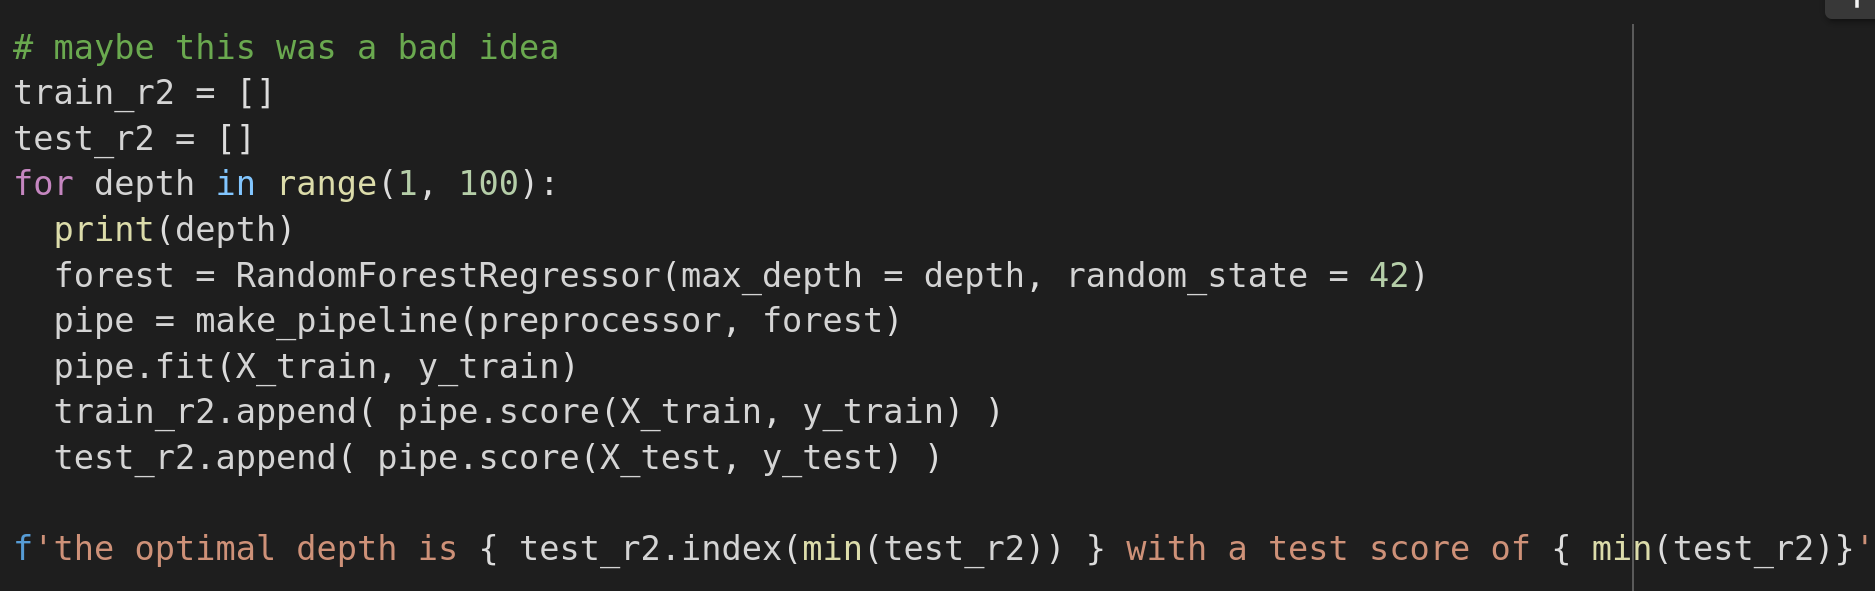 # maybe this was a bad idea
train_r2 = []
test_r2 = []
for depth in range(1, 100):
  print(depth)
  forest = RandomForestRegressor(max_depth = depth, random_state = 42)
  pipe = make_pipeline(preprocessor, forest)
  pipe.fit(X_train, y_train)
  train_r2.append( pipe.score(X_train, y_train) )
  test_r2.append( pipe.score(X_test, y_test) )

f'the optimal depth is { test_r2.index(min(test_r2)) } with a test score of { min(test_r2)}'